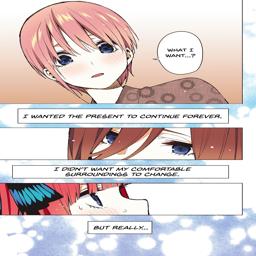 WHAT I
WANT...?
I WANTED THE PRESENT TO CONTINUE FOREVER.
I DIDN'T WANT MY COMFORTABLE
SURROUNDINGS TO CHANGE.
BUT REALLY...